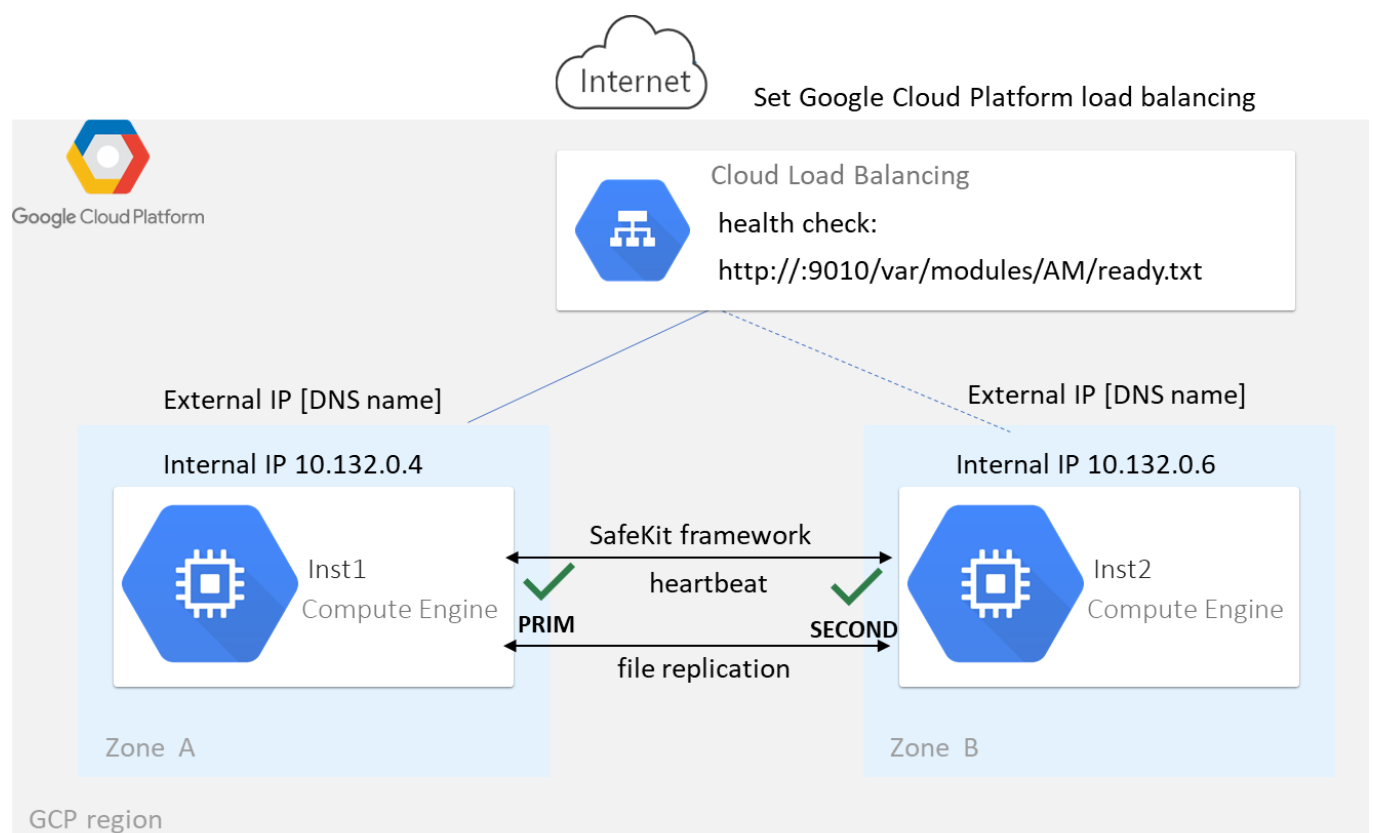 Internet
Set Google Cloud Platform load balancing
Google Cloud Platform
Cloud Load Balancing
health check:
http://:9010/var/modules/AM/ready.txt
External IP [DNS name]
External IP [DNS name]
Internal IP 10.132.0.4
Internal IP 10.132.0.6
SafeKit framework
heartbeat
Inst1
Compute Engine
PRIM
SECOND
Inst2
Compute Engine
file replication
Zone A
Zone B
GCP region